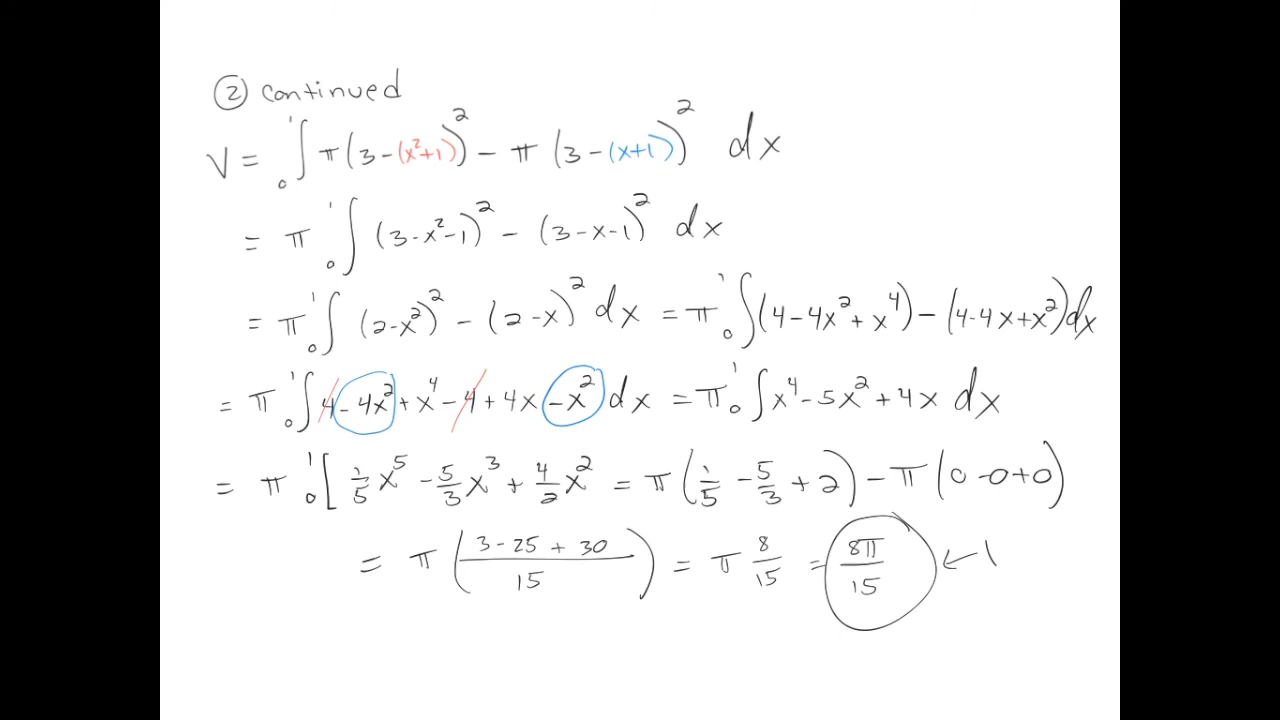 ② continued
V = ₀∫¹ π(3-(x²+1))² - π(3-(x+1))² dx
= π ₀∫¹ (3-x²-1)² - (3-x-1)² dx
= π ₀∫¹ (2-x²)² - (2-x)² dx = π ₀∫¹ (4-4x²+x⁴) - (4-4x+x²)dx
= π ₀∫¹ 4-4x²+x⁴-4+4x-x² dx = π ₀∫¹ x⁴-5x²+4x dx
= π ₀¹[ 1/5 x⁵ - 5/3 x³ + 4/2 x² = π(1/5 - 5/3 + 2) - π(0-0+0)
= π((3-25+30)/15) = π 8/15 = 8π/15 ← 1